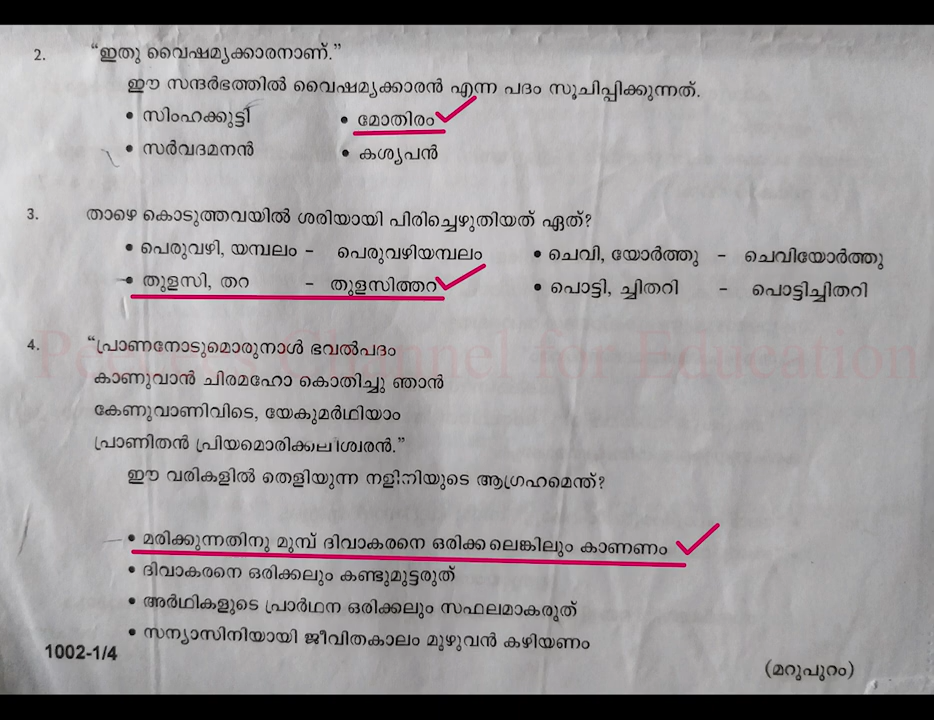 2. “ഇതു വൈഷമ്യക്കാരനാണ്.”
ഈ സന്ദർഭത്തിൽ വൈഷമ്യക്കാരൻ എന്ന പദം സൂചിപ്പിക്കുന്നത്.
• സിംഹക്കുട്ടി • മോതിരം
• സർവദമനൻ • കശ്യപൻ
3. താഴെ കൊടുത്തവയിൽ ശരിയായി പിരിച്ചെഴുതിയത് ഏത്?
• പെരുവഴി, യമ്പലം – പെരുവഴിയമ്പലം • ചെവി, യോർത്തു – ചെവിയോർത്തു
• തുളസി, തറ – തുളസിത്തറ • പൊട്ടി, ച്ചിതറി – പൊട്ടിച്ചിതറി
Peerless Channel for Education
4. “പ്രാണനോടുമൊരുനാൾ ഭവൽപദം
കാണുവാൻ ചിരമഹോ കൊതിച്ചു ഞാൻ
കേണുവാണിവിടെ, യേകുമർഥിയാം
പ്രാണിതൻ പ്രിയമൊരിക്കലീശ്വരൻ.”
ഈ വരികളിൽ തെളിയുന്ന നളിനിയുടെ ആഗ്രഹമെന്ത്?
• മരിക്കുന്നതിനു മുമ്പ് ദിവാകരനെ ഒരിക്കലെങ്കിലും കാണണം
• ദിവാകരനെ ഒരിക്കലും കണ്ടുമുട്ടരുത്
• അർഥികളുടെ പ്രാർഥന ഒരിക്കലും സഫലമാകരുത്
• സന്യാസിനിയായി ജീവിതകാലം മുഴുവൻ കഴിയണം
1002-1/4
(മറുപുറം)